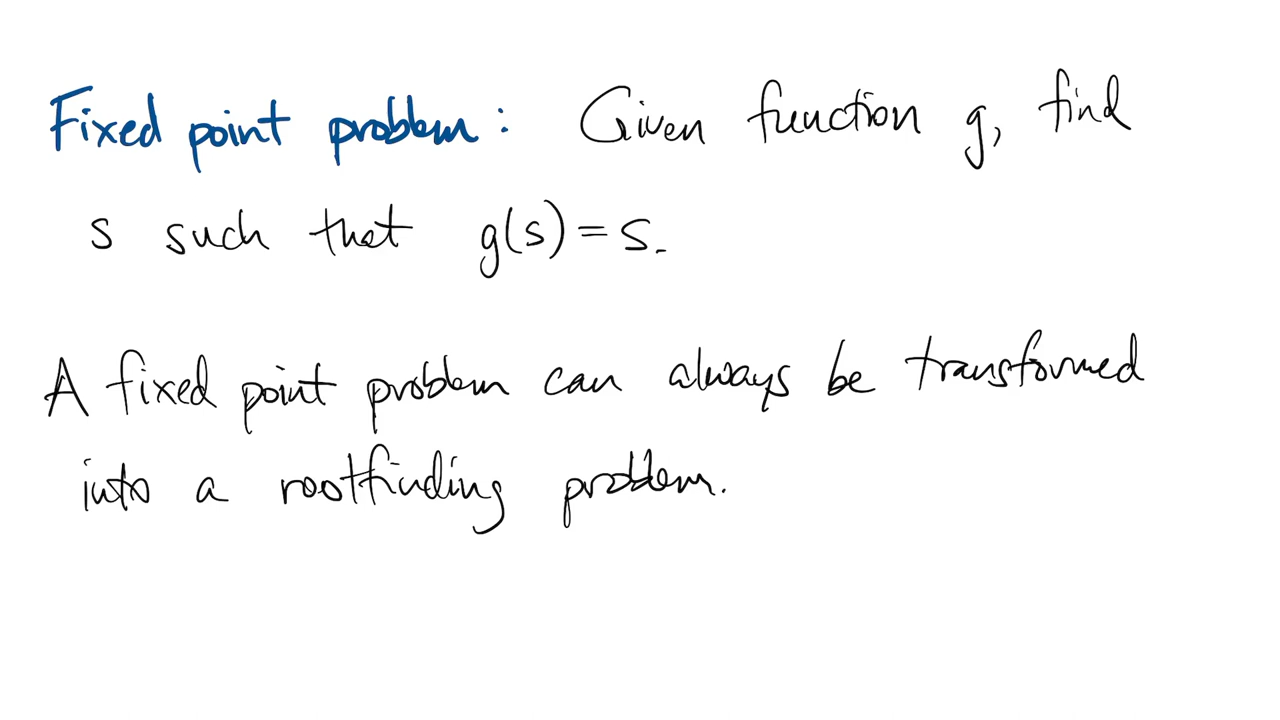 Fixed point problem: Given function g, find
s such that g(s)=s.
A fixed point problem can always be transformed
into a rootfinding problem.